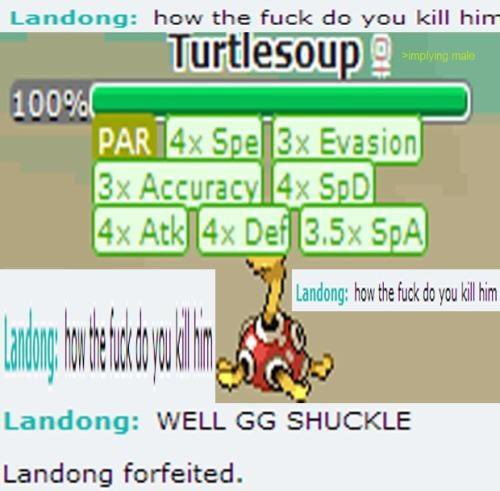 Landong: how the fuck do you kill him
Turtlesoup
>implying male
100%
PAR 4x Spe 3x Evasion
3x Accuracy 4x SpD
4x Atk 4x Def 3.5x SpA
Landong: how the fuck do you kill him
Landong: how the fuck do you kill him
Landong: WELL GG SHUCKLE
Landong forfeited.